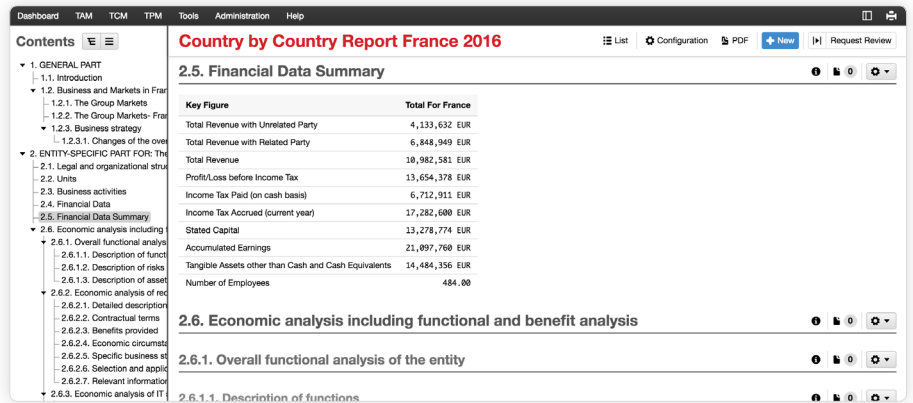 Dashboard TAM TCM TPM Tools Administration Help
Contents
1. GENERAL PART
1.1. Introduction
1.2. Business and Markets in Fran
1.2.1. The Group Markets
1.2.2. The Group Markets- Fran
1.2.3. Business strategy
1.2.3.1. Changes of the over
2. ENTITY-SPECIFIC PART FOR: The
2.1. Legal and organizational struc
2.2. Units
2.3. Business activities
2.4. Financial Data
2.5. Financial Data Summary
2.6. Economic analysis including f
2.6.1. Overall functional analys
2.6.1.1. Description of functi
2.6.1.2. Description of risks
2.6.1.3. Description of asset
2.6.2. Economic analysis of rec
2.6.2.1. Detailed description
2.6.2.2. Contractual terms
2.6.2.3. Benefits provided
2.6.2.4. Economic circumsta
2.6.2.5. Specific business st
2.6.2.6. Selection and applic
2.6.2.7. Relevant information
2.6.3. Economic analysis of IT
Country by Country Report France 2016
List Configuration PDF New Request Review
2.5. Financial Data Summary
0
Key Figure Total For France
Total Revenue with Unrelated Party 4,133,632 EUR
Total Revenue with Related Party 6,848,949 EUR
Total Revenue 10,982,581 EUR
Profit/Loss before Income Tax 13,654,378 EUR
Income Tax Paid (on cash basis) 6,712,911 EUR
Income Tax Accrued (current year) 17,282,600 EUR
Stated Capital 13,278,774 EUR
Accumulated Earnings 21,097,760 EUR
Tangible Assets other than Cash and Cash Equivalents 14,484,356 EUR
Number of Employees 484.00
2.6. Economic analysis including functional and benefit analysis
0
2.6.1. Overall functional analysis of the entity
0
2.6.1.1. Description of functions
0